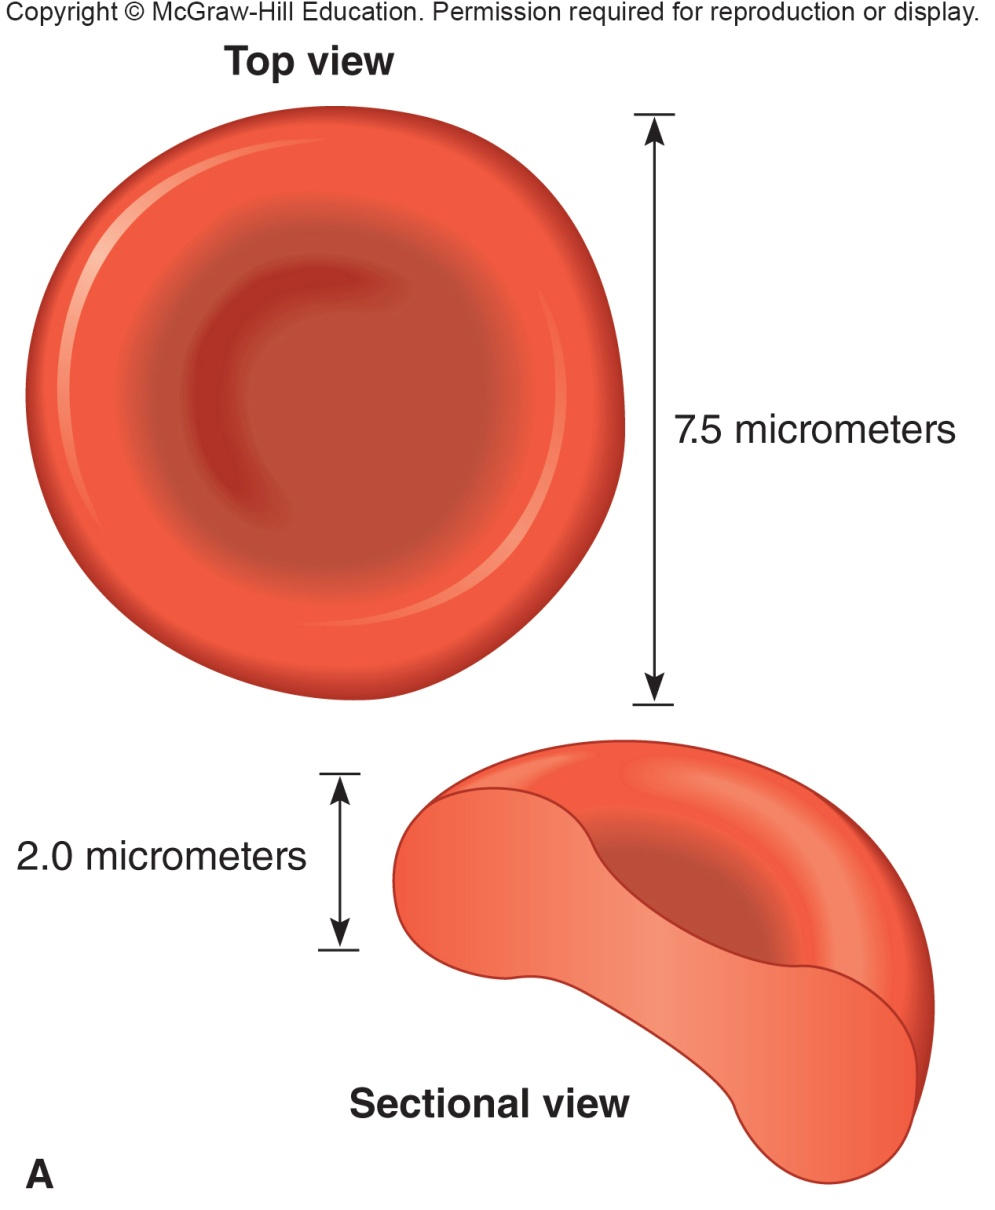 Copyright © McGraw-Hill Education. Permission required for reproduction or display.
Top view
7.5 micrometers
2.0 micrometers
Sectional view
A